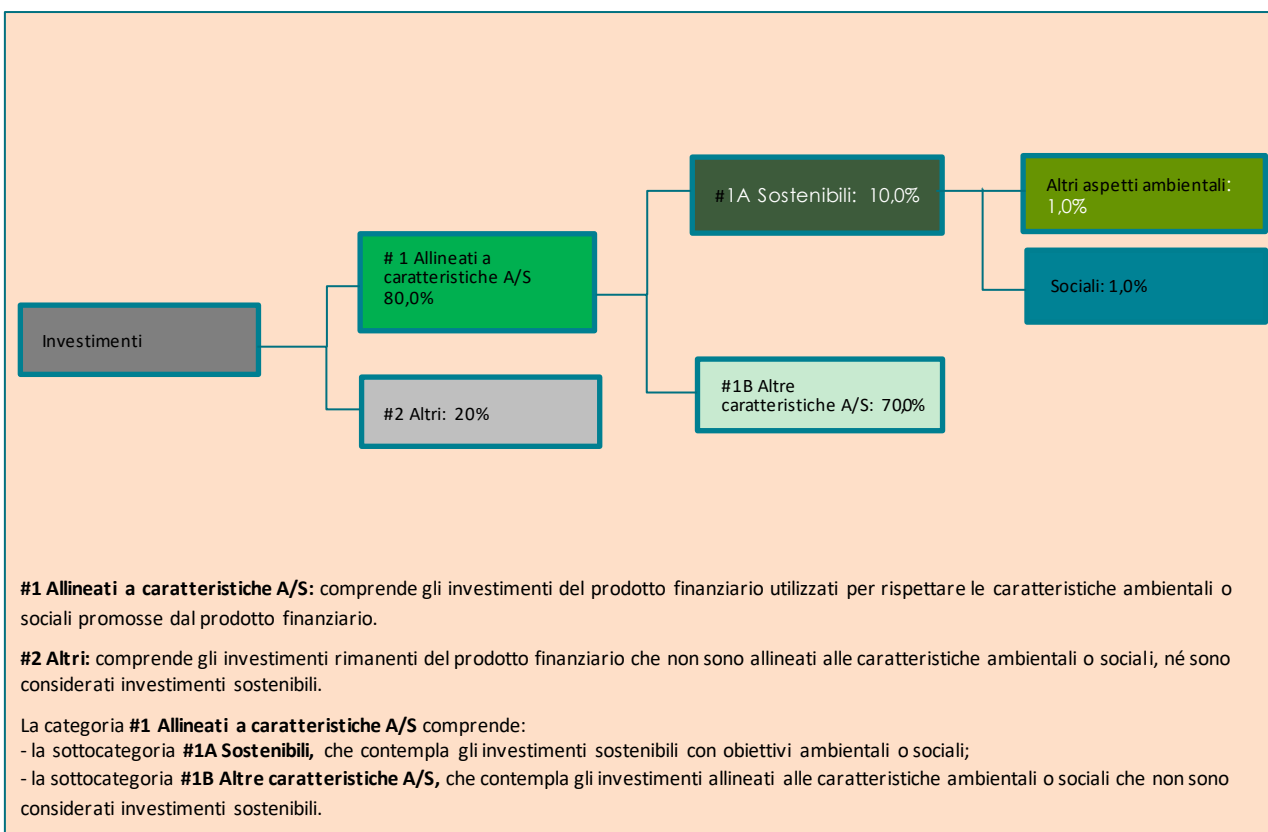 Investimenti
# 1 Allineati a
caratteristiche A/S
80,0%
#2 Altri: 20%
#1A Sostenibili: 10,0%
#1B Altre
caratteristiche A/S: 70,0%
Altri aspetti ambientali:
1,0%
Sociali: 1,0%
#1 Allineati a caratteristiche A/S: comprende gli investimenti del prodotto finanziario utilizzati per rispettare le caratteristiche ambientali o
sociali promosse dal prodotto finanziario.
#2 Altri: comprende gli investimenti rimanenti del prodotto finanziario che non sono allineati alle caratteristiche ambientali o sociali, né sono
considerati investimenti sostenibili.
La categoria #1 Allineati a caratteristiche A/S comprende:
- la sottocategoria #1A Sostenibili, che contempla gli investimenti sostenibili con obiettivi ambientali o sociali;
- la sottocategoria #1B Altre caratteristiche A/S, che contempla gli investimenti allineati alle caratteristiche ambientali o sociali che non sono
considerati investimenti sostenibili.